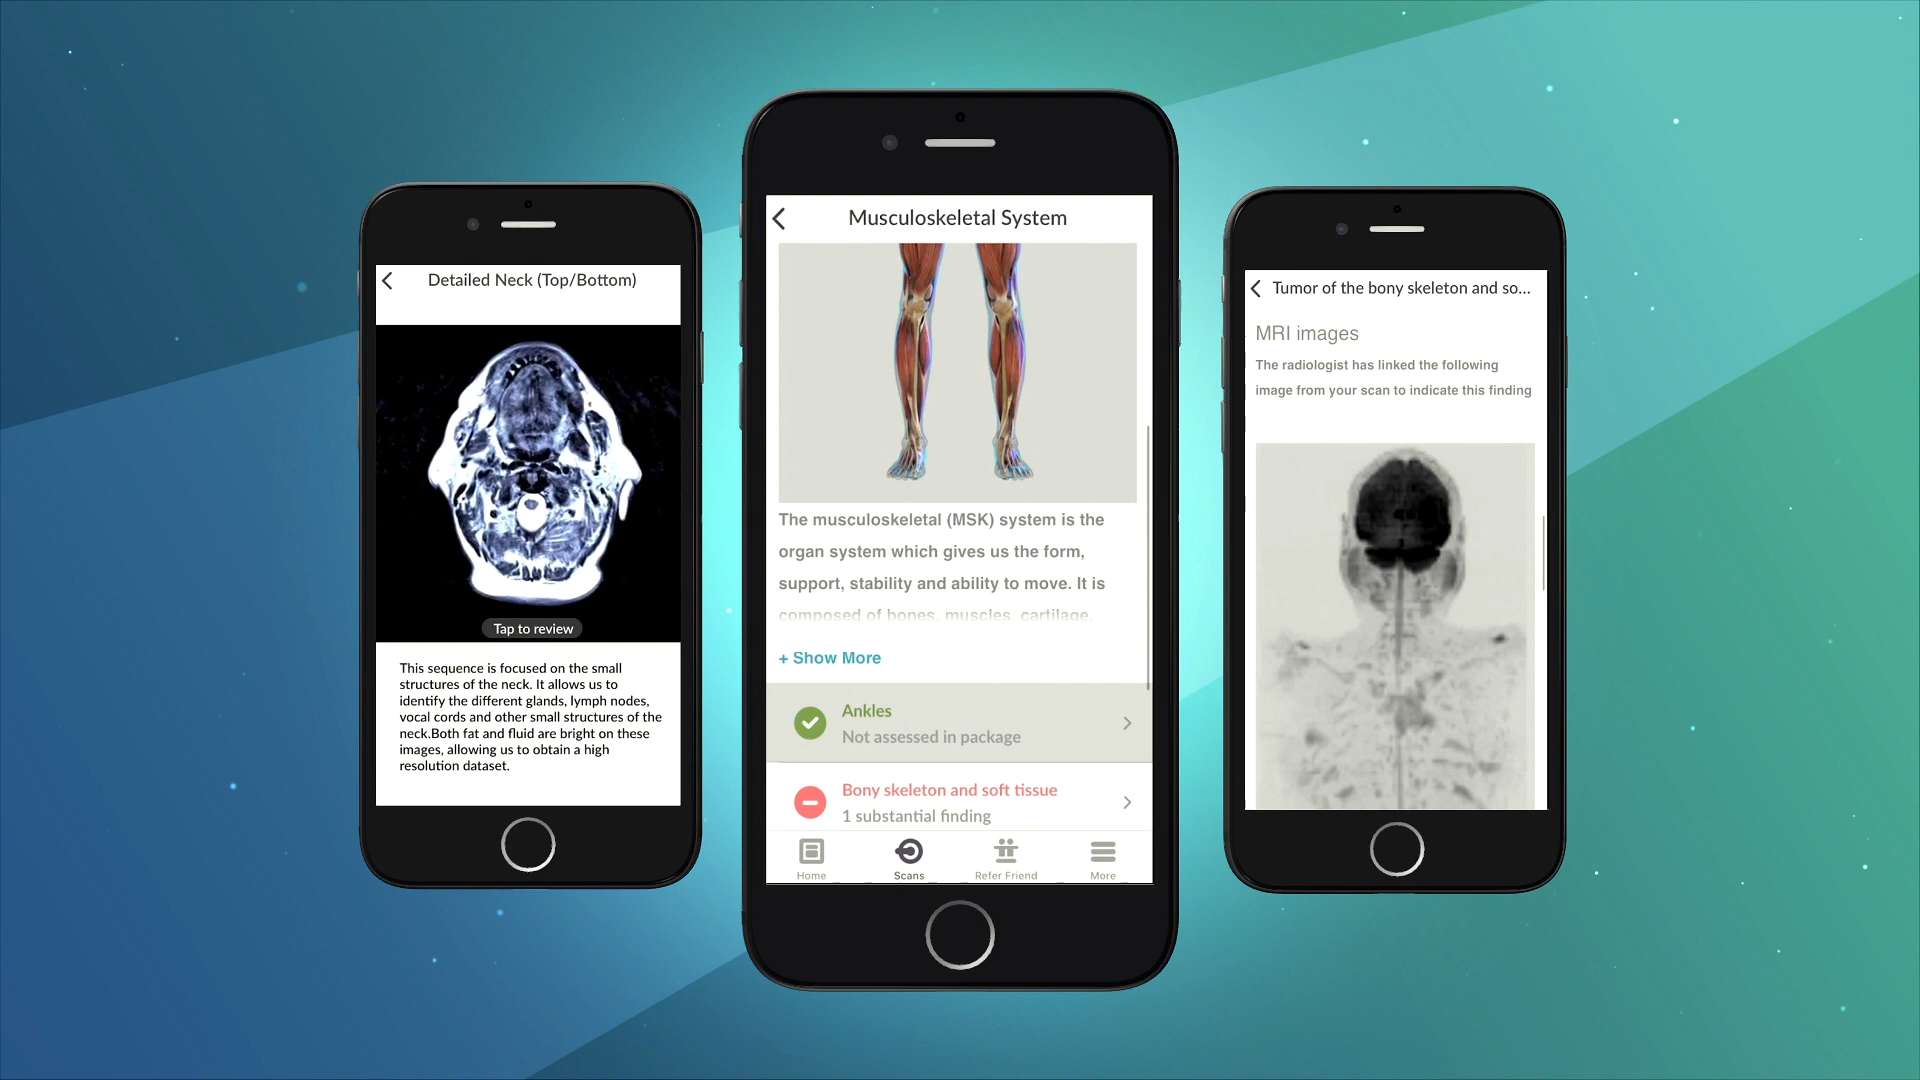 Detailed Neck (Top/Bottom)
Tap to review
This sequence is focused on the small
structures of the neck. It allows us to
identify the different glands, lymph nodes,
vocal cords and other small structures of the
neck.Both fat and fluid are bright on these
images, allowing us to obtain a high
resolution dataset.
Musculoskeletal System
The musculoskeletal (MSK) system is the
organ system which gives us the form,
support, stability and ability to move. It is
composed of bones, muscles, cartilage,
+ Show More
Ankles
Not assessed in package
Bony skeleton and soft tissue
1 substantial finding
Home
Scans
Refer Friend
More
Tumor of the bony skeleton and so...
MRI images
The radiologist has linked the following
image from your scan to indicate this finding